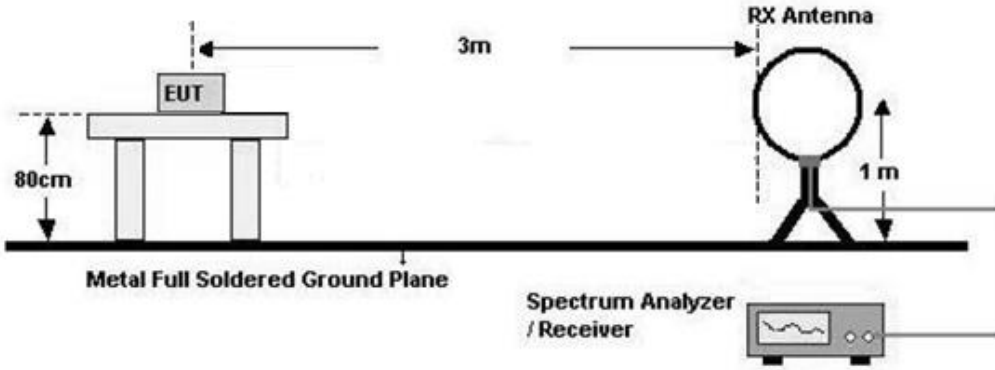 RX Antenna
3m
EUT
80cm
1 m
Metal Full Soldered Ground Plane
Spectrum Analyzer
/ Receiver